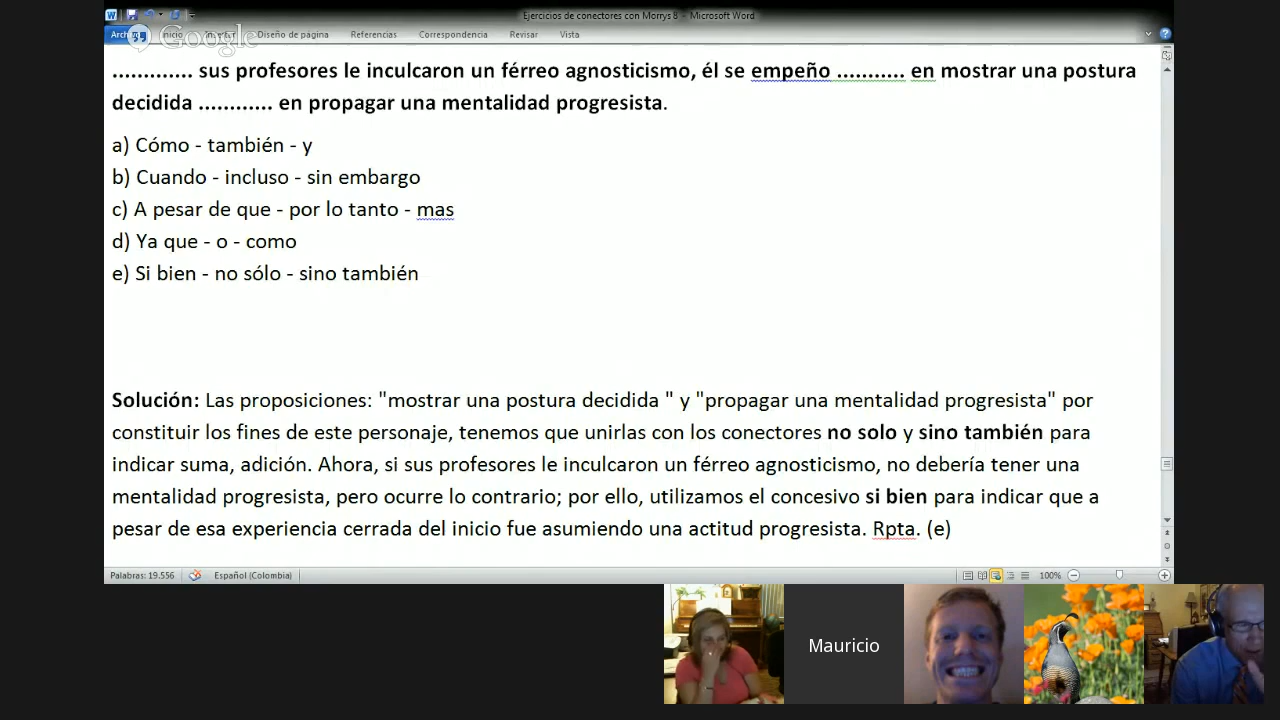 Ejercicios de conectores con Morrys 8 - Microsoft Word
Archivo Inicio Insertar Diseño de página Referencias Correspondencia Revisar Vista
Google
............. sus profesores le inculcaron un férreo agnosticismo, él se empeño ........... en mostrar una postura
decidida ............ en propagar una mentalidad progresista.
a) Cómo - también - y
b) Cuando - incluso - sin embargo
c) A pesar de que - por lo tanto - mas
d) Ya que - o - como
e) Si bien - no sólo - sino también
Solución: Las proposiciones: "mostrar una postura decidida " y "propagar una mentalidad progresista" por
constituir los fines de este personaje, tenemos que unirlas con los conectores no solo y sino también para
indicar suma, adición. Ahora, si sus profesores le inculcaron un férreo agnosticismo, no debería tener una
mentalidad progresista, pero ocurre lo contrario; por ello, utilizamos el concesivo si bien para indicar que a
pesar de esa experiencia cerrada del inicio fue asumiendo una actitud progresista. Rpta. (e)
Palabras: 19.556 Español (Colombia) 100%
Mauricio